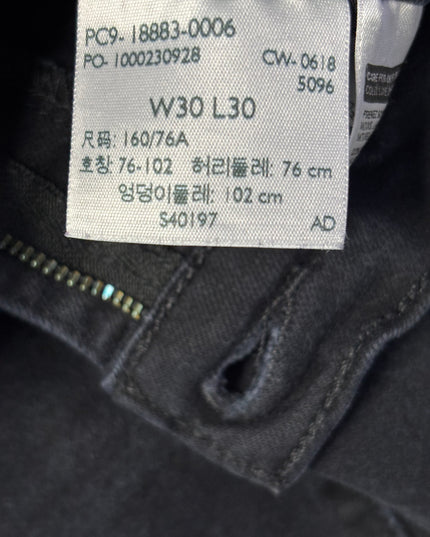 PC9- 18883-0006
PO- 1000230928 CW- 0618
5096
W30 L30
尺码: 160/76A
호칭: 76-102 허리둘레: 76 cm
엉덩이둘레: 102 cm
S40197 AD